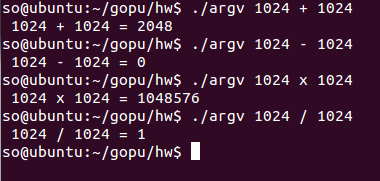 so@ubuntu:~/gopu/hw$ ./argv 1024 + 1024
1024 + 1024 = 2048
so@ubuntu:~/gopu/hw$ ./argv 1024 - 1024
1024 - 1024 = 0
so@ubuntu:~/gopu/hw$ ./argv 1024 x 1024
1024 x 1024 = 1048576
so@ubuntu:~/gopu/hw$ ./argv 1024 / 1024
1024 / 1024 = 1
so@ubuntu:~/gopu/hw$